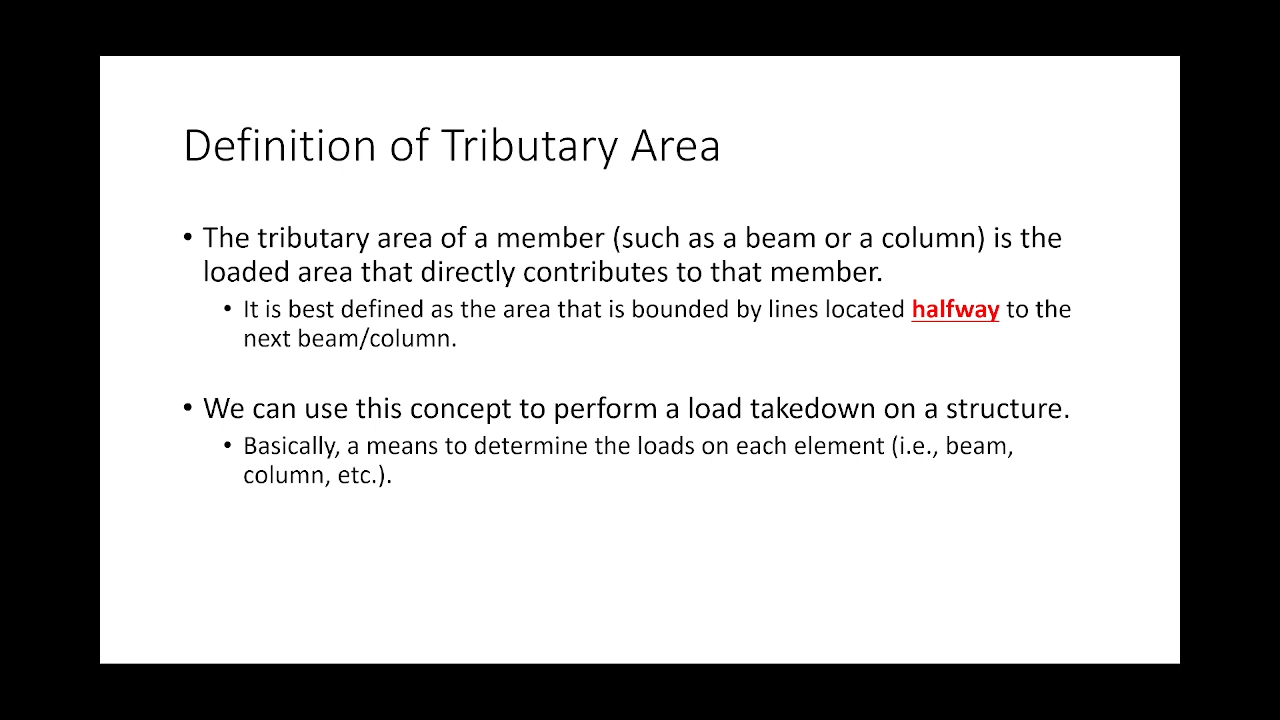 Definition of Tributary Area
• The tributary area of a member (such as a beam or a column) is the
loaded area that directly contributes to that member.
• It is best defined as the area that is bounded by lines located halfway to the
next beam/column.
• We can use this concept to perform a load takedown on a structure.
• Basically, a means to determine the loads on each element (i.e., beam,
column, etc.).